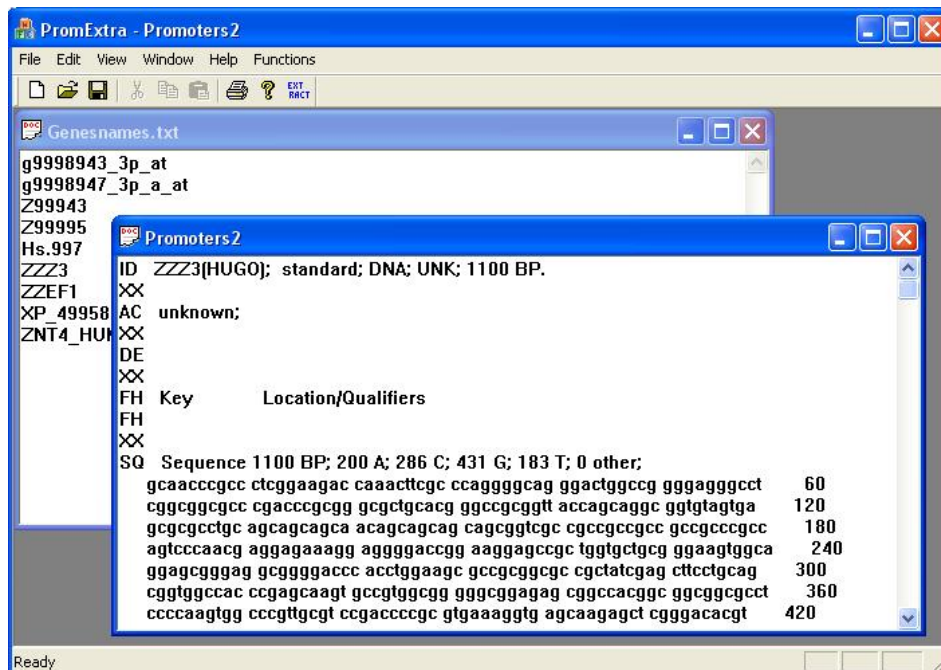 PromExtra - Promoters2
File Edit View Window Help Functions
EXT
RACT
Genesnames.txt
g9998943_3p_at
g9998947_3p_a_at
Z99943
Z99995
Hs.997
ZZZ3
ZZEF1
XP_49958
ZNT4_HU
Promoters2
ID ZZZ3(HUGO); standard; DNA; UNK; 1100 BP.
XX
AC unknown;
XX
DE
XX
FH Key Location/Qualifiers
FH
XX
SQ Sequence 1100 BP; 200 A; 286 C; 431 G; 183 T; 0 other;
gcaacccgcc ctcggaagac caaacttcgc ccaggggcag ggactggccg gggagggcct 60
cggcggcgcc cgacccgcgg gcgctgcacg ggccgcggtt accagcaggc ggtgtagtga 120
gcgcgcctgc agcagcagca acagcagcag cagcggtcgc cgccgccgcc gccgcccgcc 180
agtcccaacg aggagaaagg aggggaccgg aaggagccgc tggtgctgcg ggaagtggca 240
ggagcgggag gcggggaccc acctggaagc gccgcggcgc cgctatcgag cttcctgcag 300
cggtggccac ccgagcaagt gccgtggcgg gggcggagag cggccacggc ggcggcgcct 360
ccccaagtgg cccgttgcgt ccgaccccgc gtgaaaggtg agcaagagct cgggacacgt 420
Ready